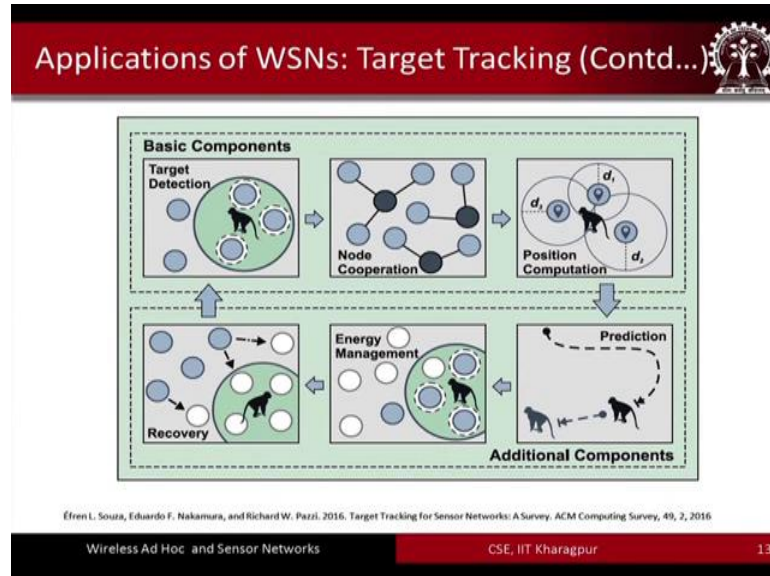 Applications of WSNs: Target Tracking (Contd…)
Basic Components
Target
Detection
Node
Cooperation
d₁
d₃
d₂
Position
Computation
Recovery
Energy
Management
Prediction
Additional Components
Éfren L. Souza, Eduardo F. Nakamura, and Richard W. Pazzi. 2016. Target Tracking for Sensor Networks: A Survey. ACM Computing Survey, 49, 2, 2016
Wireless Ad Hoc and Sensor Networks
CSE, IIT Kharagpur
13